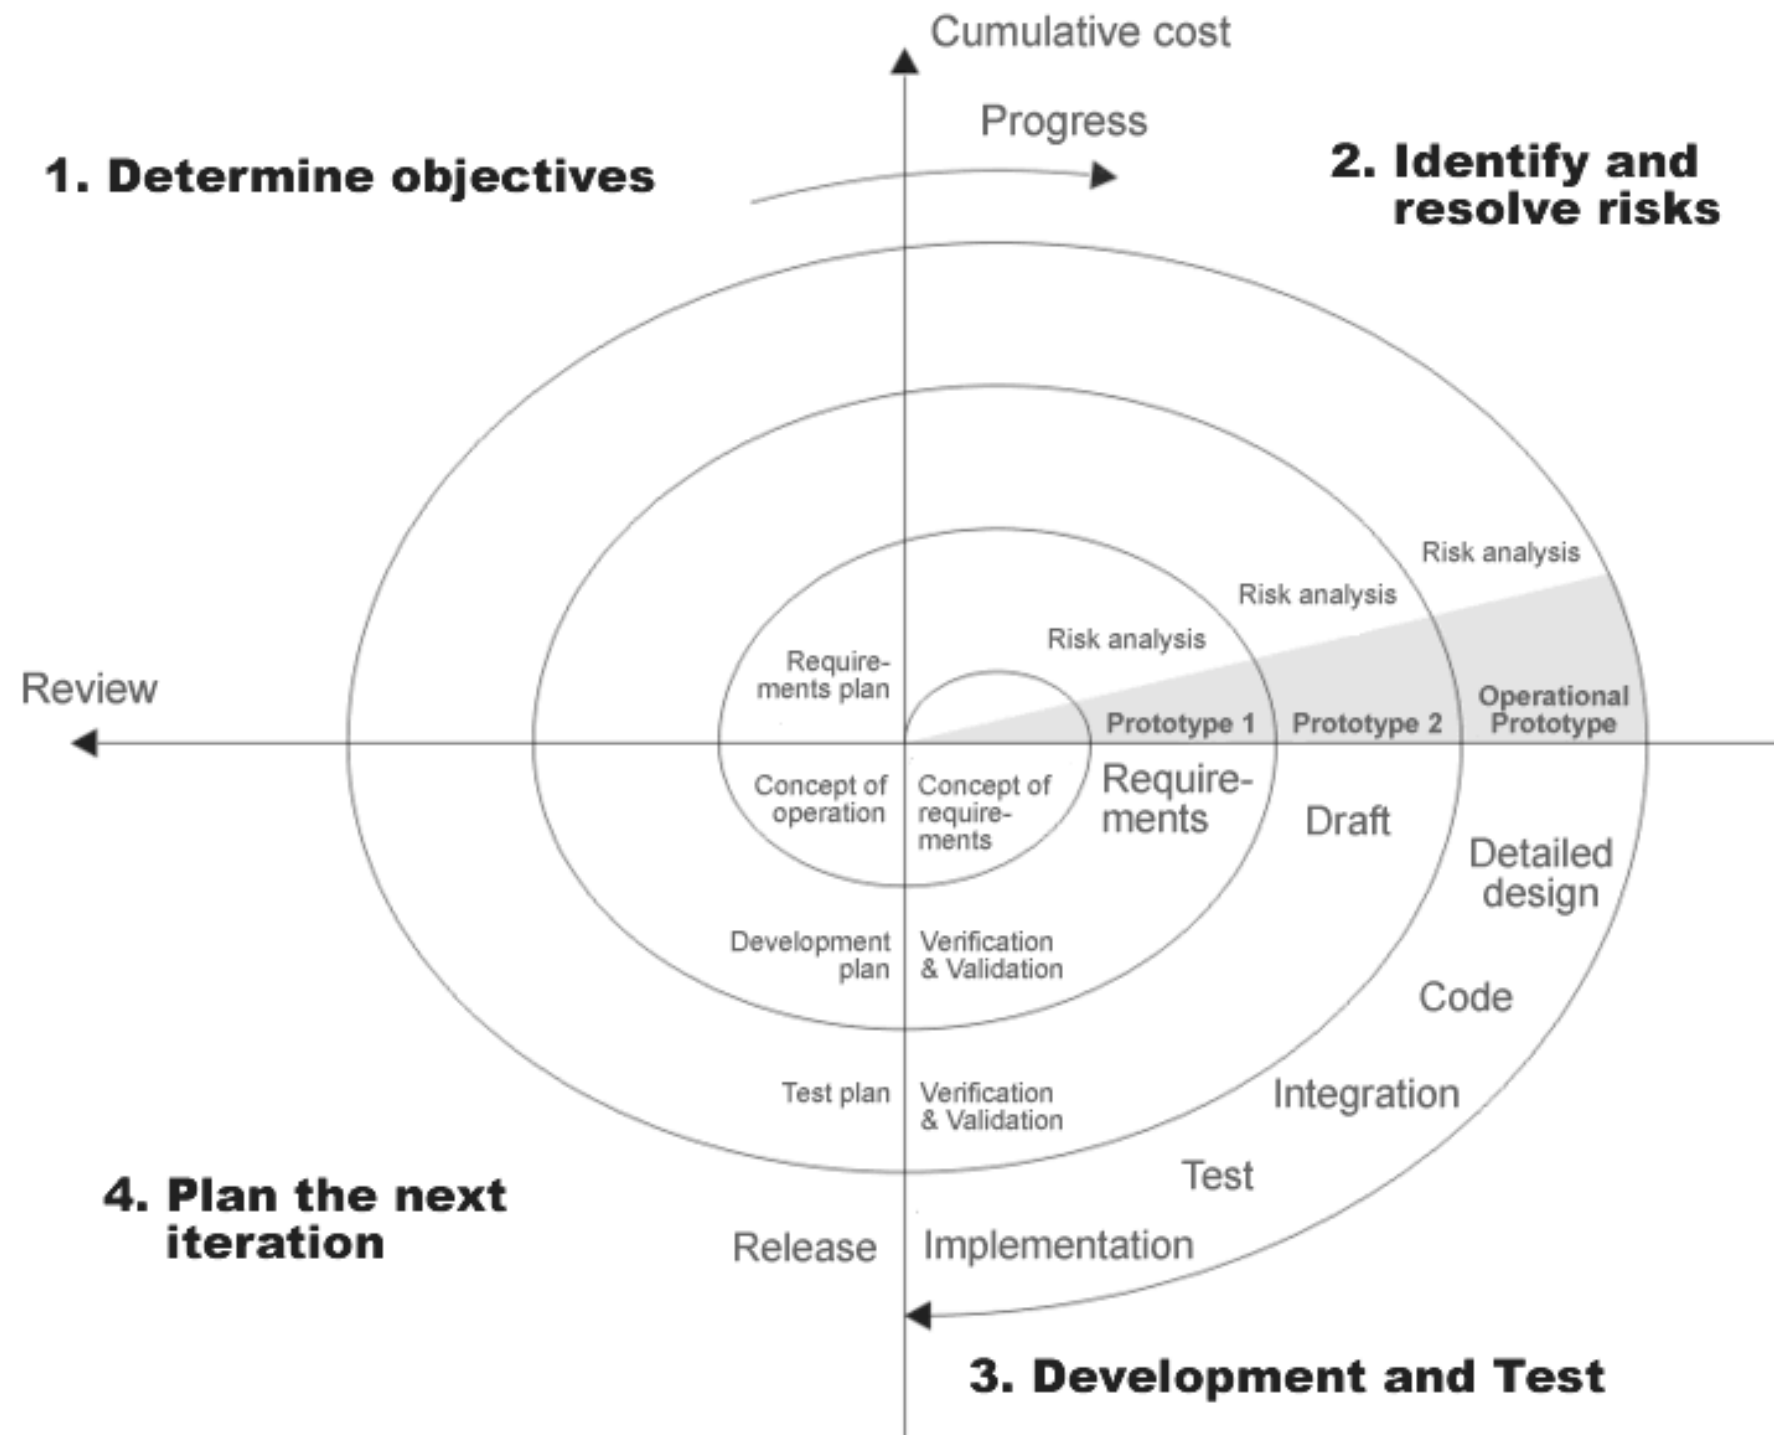 Cumulative cost
Progress
1. Determine objectives
2. Identify and
resolve risks
Risk analysis
Risk analysis
Risk analysis
Require-
ments plan
Review
Prototype 1
Prototype 2
Operational
Prototype
Concept of
operation
Concept of
require-
ments
Require-
ments
Draft
Detailed
design
Development
plan
Verification
& Validation
Code
Test plan
Verification
& Validation
Integration
Test
4. Plan the next
iteration
Release
Implementation
3. Development and Test